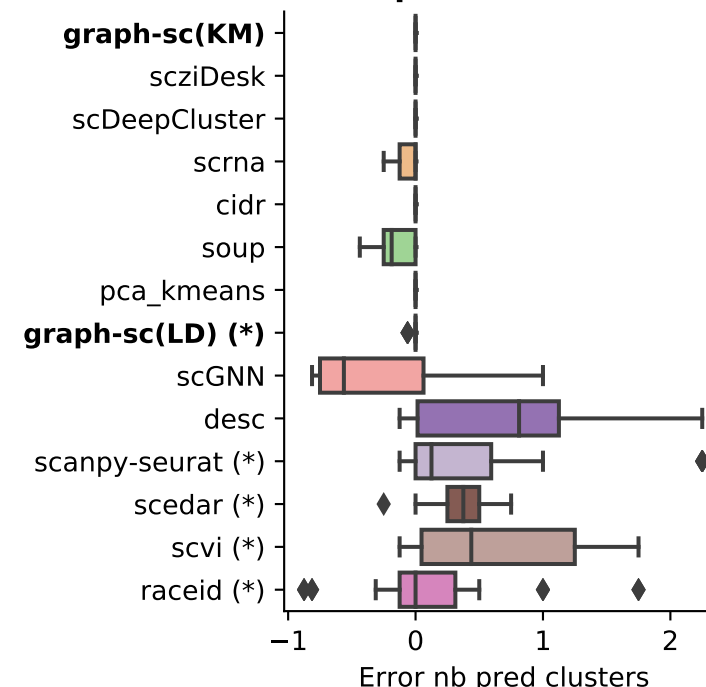 graph-sc(KM)
scziDesk
scDeepCluster
scrna
cidr
soup
pca_kmeans
graph-sc(LD) (*)
scGNN
desc
scanpy-seurat (*)
scedar (*)
scvi (*)
raceid (*)
−1 0 1 2
Error nb pred clusters